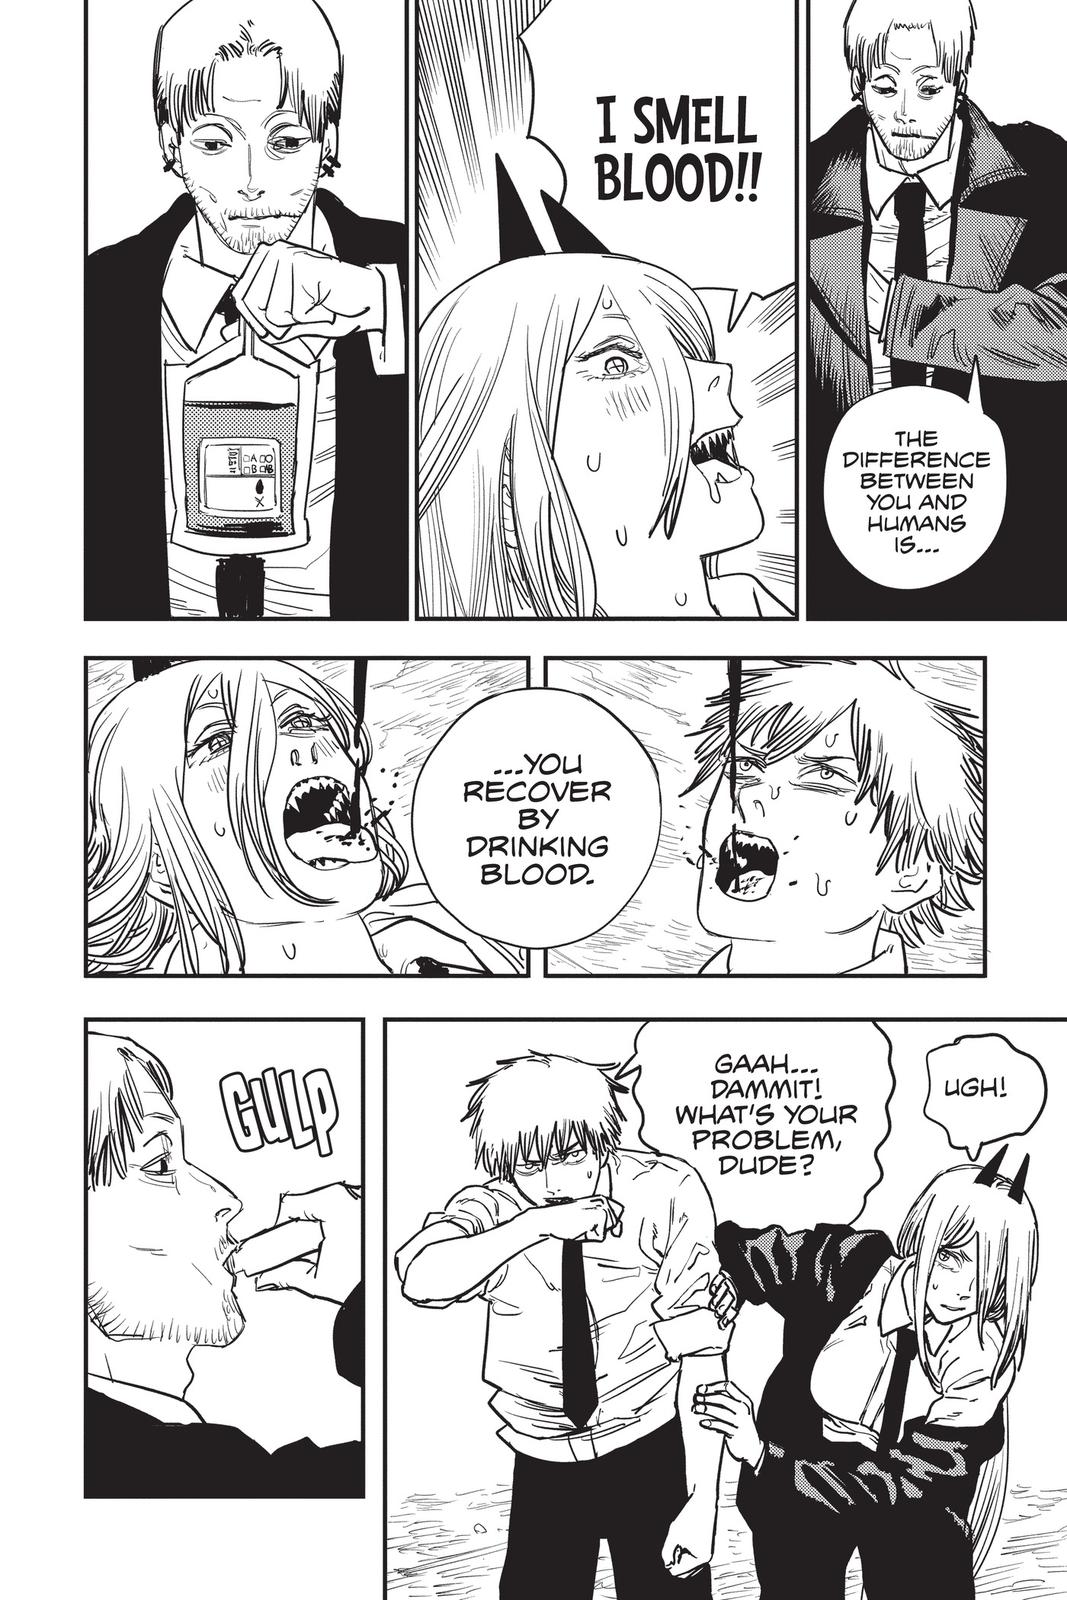 THE
DIFFERENCE
BETWEEN
YOU AND
HUMANS
IS...
I SMELL
BLOOD!!
□A □O
□B □AB
X
...YOU
RECOVER
BY
DRINKING
BLOOD.
UGH!
GAAH...
DAMMIT!
WHAT'S YOUR
PROBLEM,
DUDE?
GULP